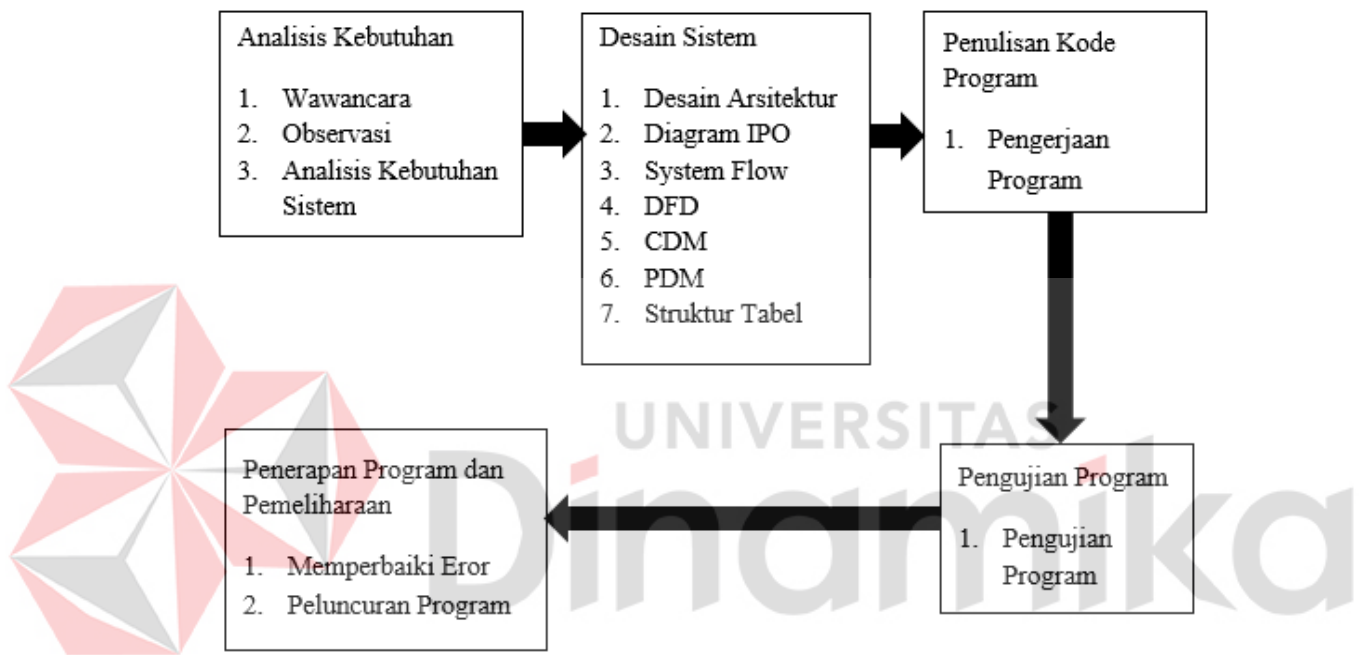 Analisis Kebutuhan
1. Wawancara
2. Observasi
3. Analisis Kebutuhan
Sistem
Desain Sistem
1. Desain Arsitektur
2. Diagram IPO
3. System Flow
4. DFD
5. CDM
6. PDM
7. Struktur Tabel
Penulisan Kode
Program
1. Pengerjaan
Program
Pengujian Program
1. Pengujian
Program
Penerapan Program dan
Pemeliharaan
1. Memperbaiki Eror
2. Peluncuran Program
UNIVERSITAS
Dinamika